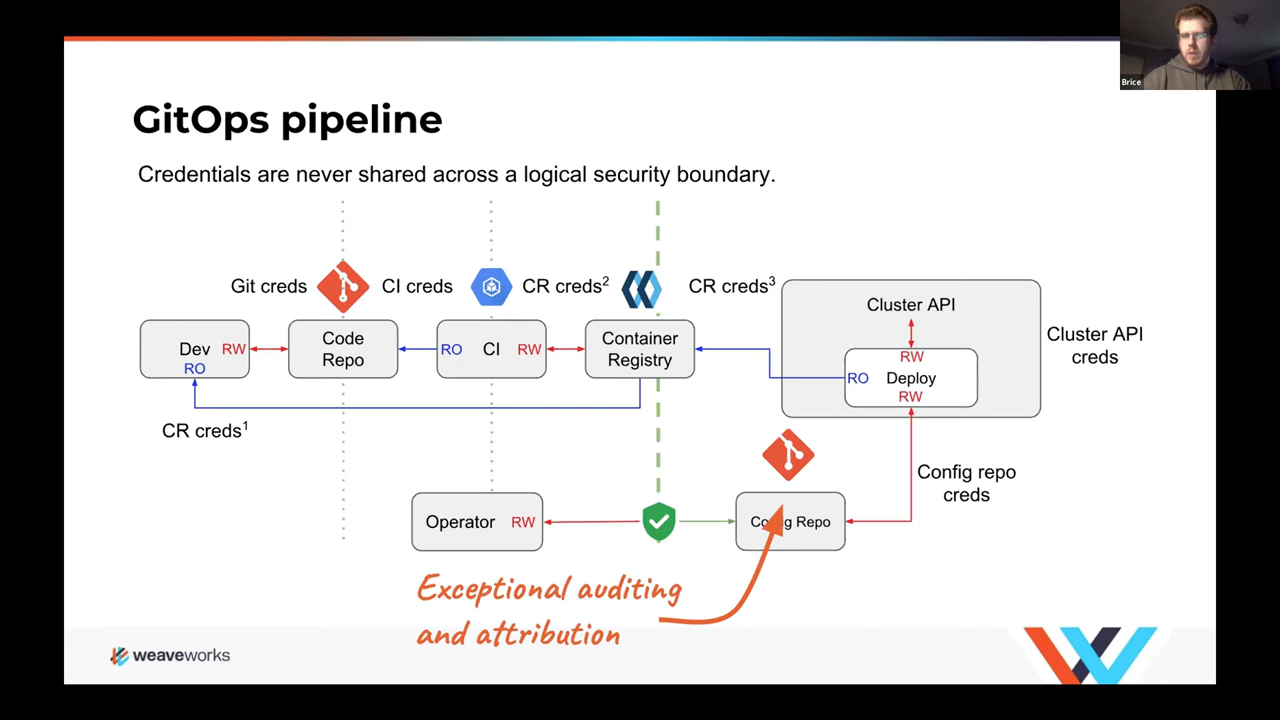 Brice
GitOps pipeline
Credentials are never shared across a logical security boundary.
Git creds
CI creds
CR creds2
CR creds3
Cluster API
Cluster API
creds
Dev RW
RO
Code
Repo
RO CI RW
Container
Registry
RW
RO Deploy
RW
CR creds1
Config repo
creds
Operator RW
Config Repo
Exceptional auditing
and attribution
weaveworks